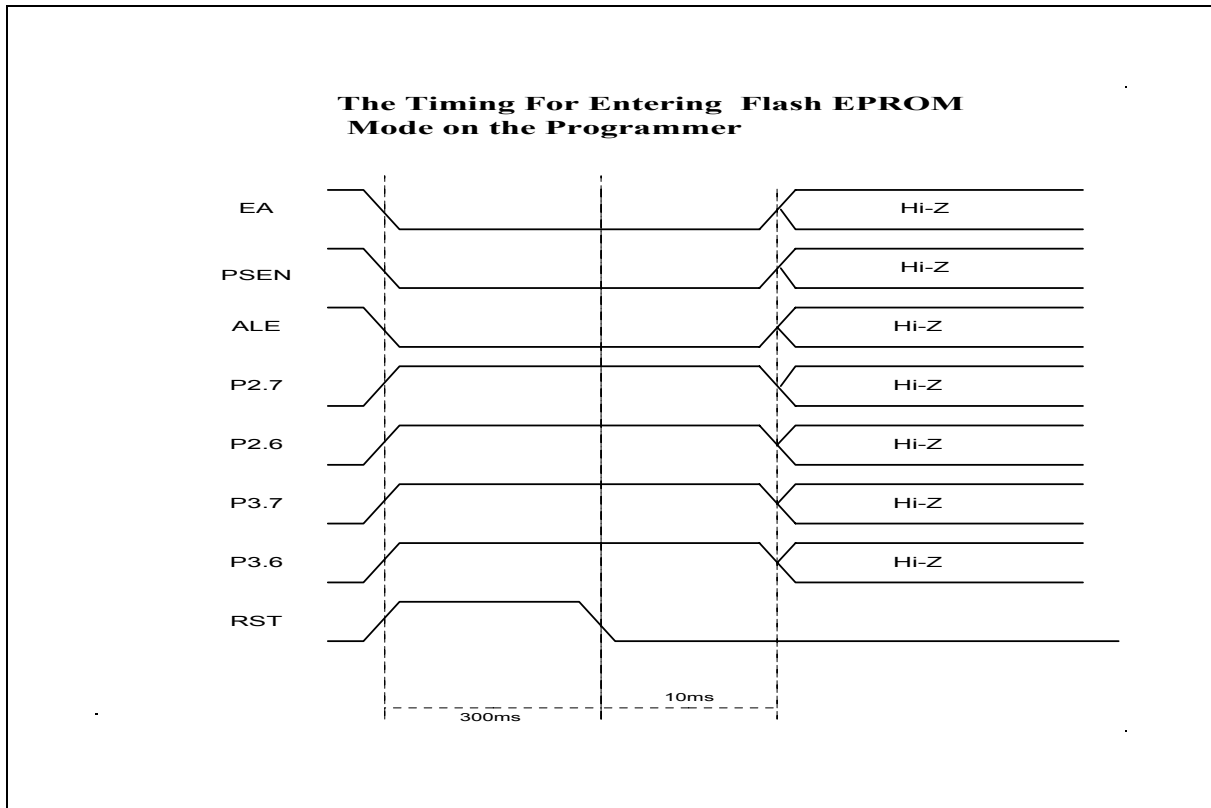 The Timing For Entering Flash EPROM
Mode on the Programmer
EA
Hi-Z
PSEN
Hi-Z
ALE
Hi-Z
P2.7
Hi-Z
P2.6
Hi-Z
P3.7
Hi-Z
P3.6
Hi-Z
RST
10ms
300ms